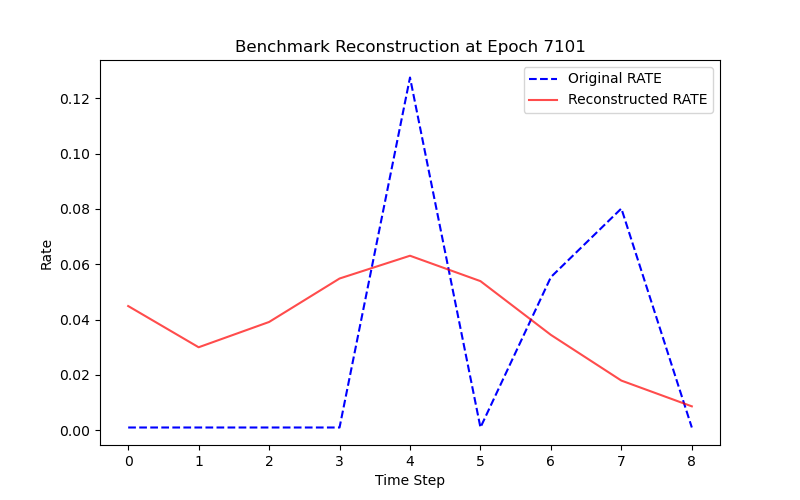 Benchmark Reconstruction at Epoch 7101
Original RATE
Reconstructed RATE
0.12
0.10
0.08
0.06
0.04
0.02
0.00
Rate
0 1 2 3 4 5 6 7 8
Time Step